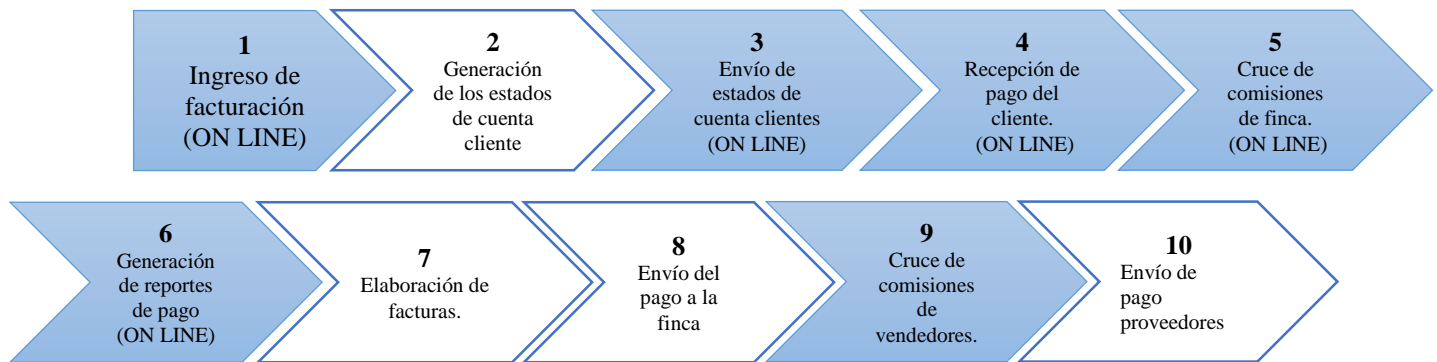 1
Ingreso de
facturación
(ON LINE)
2
Generación
de los estados
de cuenta
cliente
3
Envío de
estados de
cuenta clientes
(ON LINE)
4
Recepción de
pago del
cliente.
(ON LINE)
5
Cruce de
comisiones
de finca.
(ON LINE)
6
Generación
de reportes
de pago
(ON LINE)
7
Elaboración de
facturas.
8
Envío del
pago a la
finca
9
Cruce de
comisiones
de
vendedores.
10
Envío de
pago
proveedores